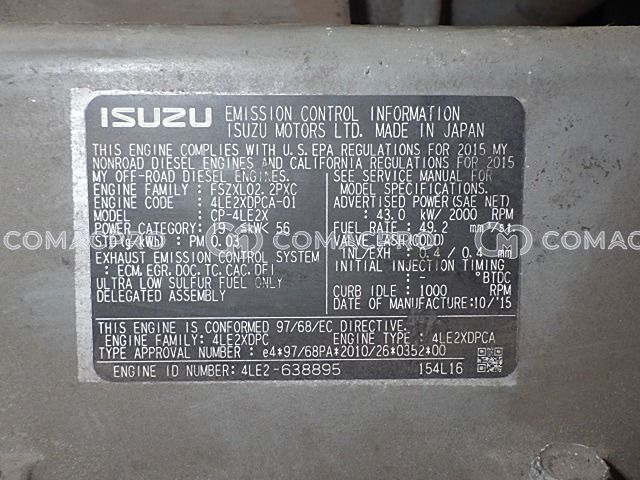 ISUZU EMISSION CONTROL INFORMATION
ISUZU MOTORS LTD. MADE IN JAPAN
THIS ENGINE COMPLIES WITH U.S.EPA REGULATIONS FOR 2015 MY
NONROAD DIESEL ENGINES AND CALIFORNIA REGULATIONS FOR 2015
MY OFF-ROAD DIESEL ENGINES.
ENGINE FAMILY : FSZXL02.2PXC
ENGINE CODE : 4LE2XDPCA-01
MODEL : CP-4LE2X
POWER CATEGORY : 19≤kW<56
STD(g/kWh) : PM 0.03
EXHAUST EMISSION CONTROL SYSTEM
: ECM, EGR, DOC, TC, CAC, DFI
ULTRA LOW SULFUR FUEL ONLY
DELEGATED ASSEMBLY
SEE SERVICE MANUAL FOR
MODEL SPECIFICATIONS.
ADVERTISED POWER(SAE NET)
: 43.0 kW/ 2000 RPM
FUEL RATE : 49.2 mm³/st
VALVE LASH(COLD)
INL/EXH : 0.4 / 0.4 mm
INITIAL INJECTION TIMING
: - °BTDC
CURB IDLE : 1000 RPM
DATE OF MANUFACTURE:10/'15
THIS ENGINE IS CONFORMED 97/68/EC DIRECTIVE.
ENGINE FAMILY: 4LE2XDPC ENGINE TYPE : 4LE2XDPCA
TYPE APPROVAL NUMBER : e4*97/68PA*2010/26*0352*00
ENGINE ID NUMBER: 4LE2-638895 154L16
COMAC COMAC COMAC